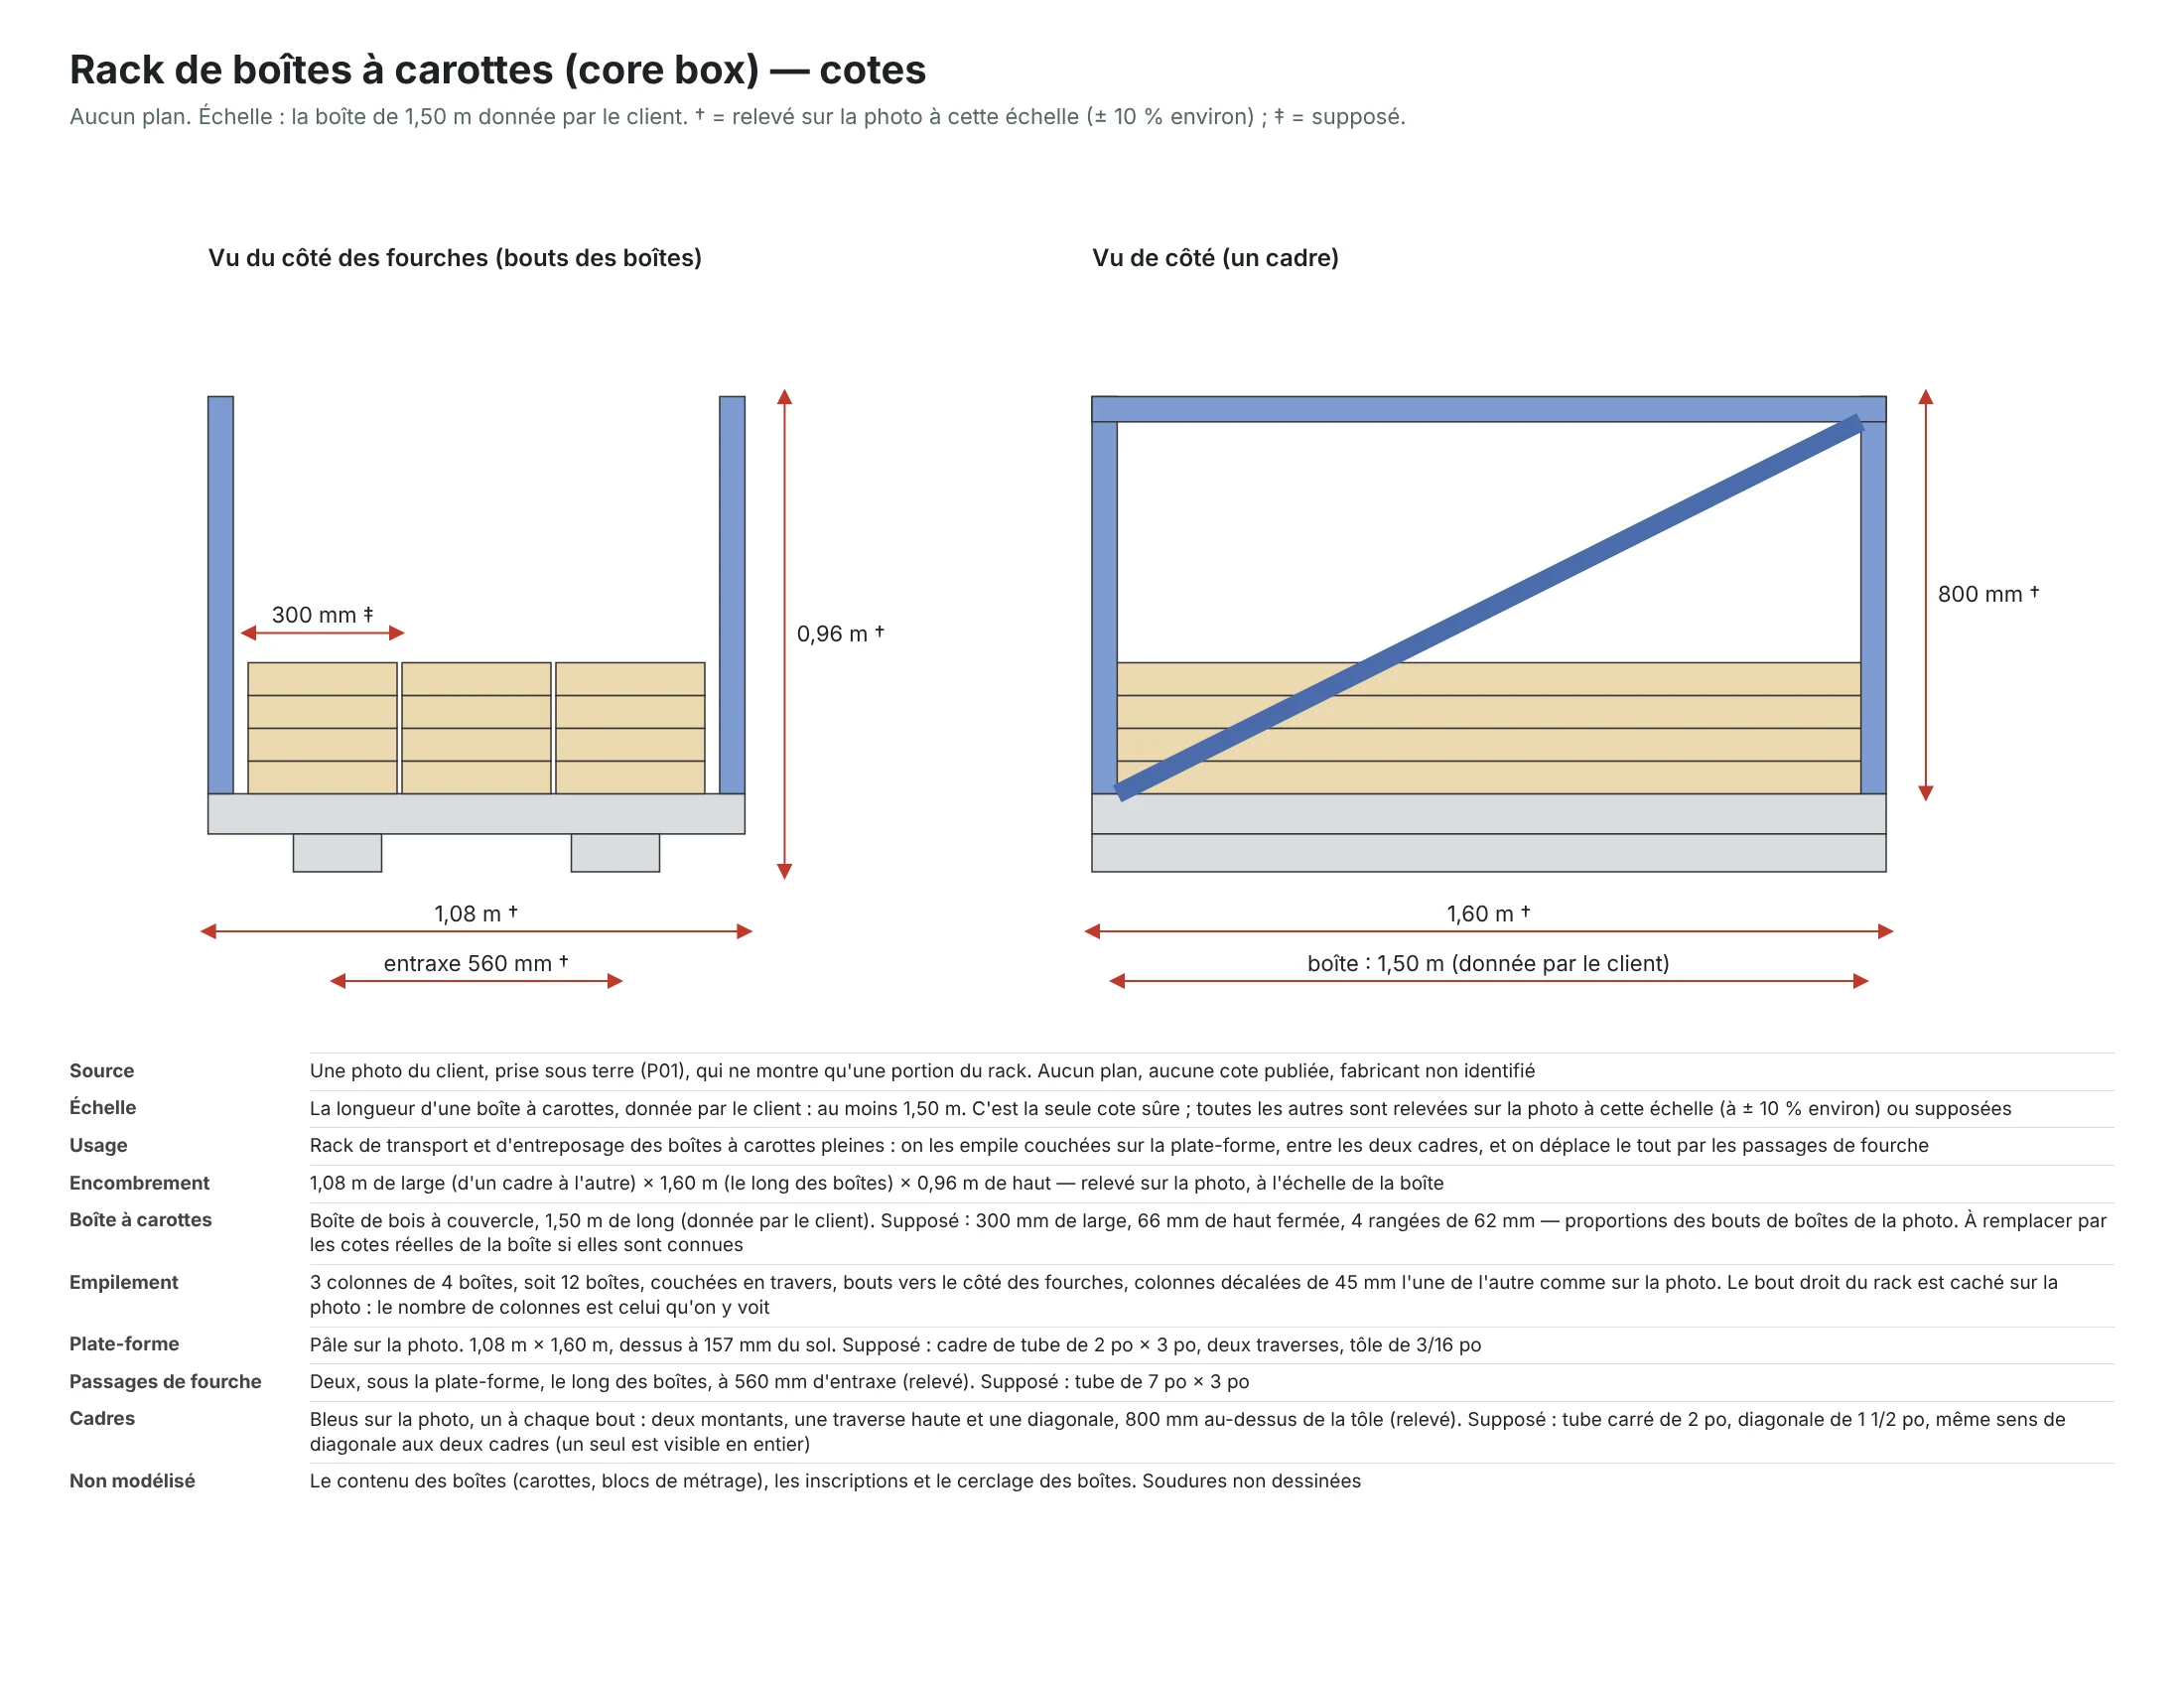 Rack de boîtes à carottes (core box) — cotes
Aucun plan. Échelle : la boîte de 1,50 m donnée par le client. † = relevé sur la photo à cette échelle (± 10 % environ) ; ‡ = supposé.
Vu du côté des fourches (bouts des boîtes)
Vu de côté (un cadre)
300 mm ‡
0,96 m †
800 mm †
1,08 m †
entraxe 560 mm †
1,60 m †
boîte : 1,50 m (donnée par le client)
Source
Une photo du client, prise sous terre (P01), qui ne montre qu'une portion du rack. Aucun plan, aucune cote publiée, fabricant non identifié
Échelle
La longueur d'une boîte à carottes, donnée par le client : au moins 1,50 m. C'est la seule cote sûre ; toutes les autres sont relevées sur la photo à cette échelle (à ± 10 % environ) ou supposées
Usage
Rack de transport et d'entreposage des boîtes à carottes pleines : on les empile couchées sur la plate-forme, entre les deux cadres, et on déplace le tout par les passages de fourche
Encombrement
1,08 m de large (d'un cadre à l'autre) × 1,60 m (le long des boîtes) × 0,96 m de haut — relevé sur la photo, à l'échelle de la boîte
Boîte à carottes
Boîte de bois à couvercle, 1,50 m de long (donnée par le client). Supposé : 300 mm de large, 66 mm de haut fermée, 4 rangées de 62 mm — proportions des bouts de boîtes de la photo. À remplacer par
les cotes réelles de la boîte si elles sont connues
Empilement
3 colonnes de 4 boîtes, soit 12 boîtes, couchées en travers, bouts vers le côté des fourches, colonnes décalées de 45 mm l'une de l'autre comme sur la photo. Le bout droit du rack est caché sur la
photo : le nombre de colonnes est celui qu'on y voit
Plate-forme
Pâle sur la photo. 1,08 m × 1,60 m, dessus à 157 mm du sol. Supposé : cadre de tube de 2 po × 3 po, deux traverses, tôle de 3/16 po
Passages de fourche
Deux, sous la plate-forme, le long des boîtes, à 560 mm d'entraxe (relevé). Supposé : tube de 7 po × 3 po
Cadres
Bleus sur la photo, un à chaque bout : deux montants, une traverse haute et une diagonale, 800 mm au-dessus de la tôle (relevé). Supposé : tube carré de 2 po, diagonale de 1 1/2 po, même sens de
diagonale aux deux cadres (un seul est visible en entier)
Non modélisé
Le contenu des boîtes (carottes, blocs de métrage), les inscriptions et le cerclage des boîtes. Soudures non dessinées